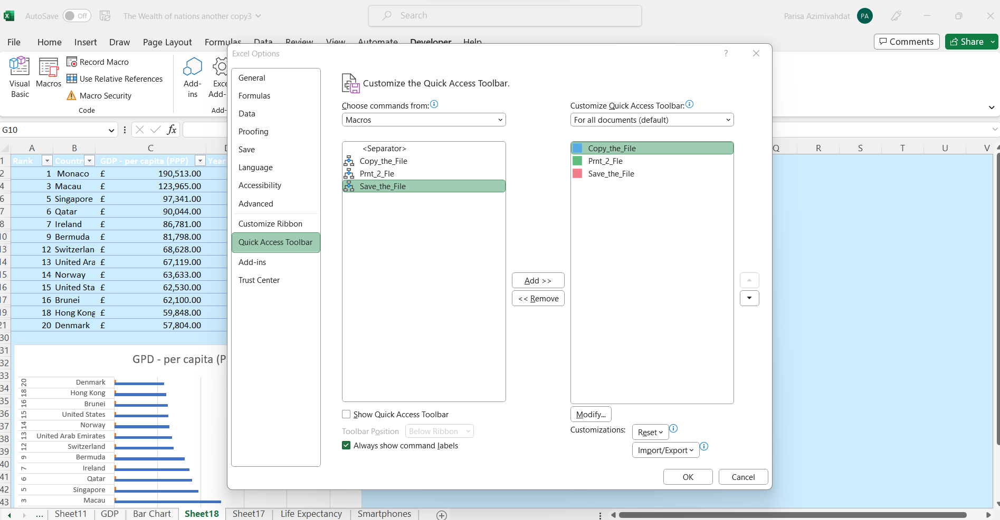 AutoSave Off The Wealth of nations another copy3 Search Parisa Azimivahdat PA
File Home Insert Draw Page Layout Formulas Data Review View Automate Developer Help Comments Share
Visual Basic
Macros
Record Macro
Use Relative References
Macro Security
Code
Add-ins
Exce
Add-
Add-
G10 fx
A B C Q R S T U V
1 Rank Countr GDP - per capita (PPP) Year
2 1 Monaco £ 190,513.00
4 3 Macau £ 123,965.00
6 5 Singapore £ 97,341.00
7 6 Qatar £ 90,044.00
8 7 Ireland £ 86,781.00
10 9 Bermuda £ 81,798.00
13 12 Switzerlan £ 68,628.00
14 13 United Ara £ 67,119.00
15 14 Norway £ 63,633.00
16 15 United Sta £ 62,530.00
17 16 Brunei £ 62,100.00
19 18 Hong Kong £ 59,848.00
21 20 Denmark £ 57,804.00
30
31
32
33
34
35
36
37
38
39
40
41
42
43
GPD - per capita (P
20 Denmark
18 Hong Kong
16 Brunei
15 United States
14 Norway
13 United Arab Emirates
12 Switzerland
9 Bermuda
7 Ireland
6 Qatar
5 Singapore
3 Macau
Excel Options ?
General
Formulas
Data
Proofing
Save
Language
Accessibility
Advanced
Customize Ribbon
Quick Access Toolbar
Add-ins
Trust Center
Customize the Quick Access Toolbar.
Choose commands from:
Macros
<Separator>
Copy_the_File
Prnt_2_Fle
Save_the_File
Add >>
<< Remove
Customize Quick Access Toolbar:
For all documents (default)
Copy_the_File
Prnt_2_Fle
Save_the_File
Show Quick Access Toolbar
Toolbar Position Below Ribbon
Always show command labels
Modify...
Customizations: Reset
Import/Export
OK Cancel
... Sheet11 GDP Bar Chart Sheet18 Sheet17 Life Expectancy Smartphones